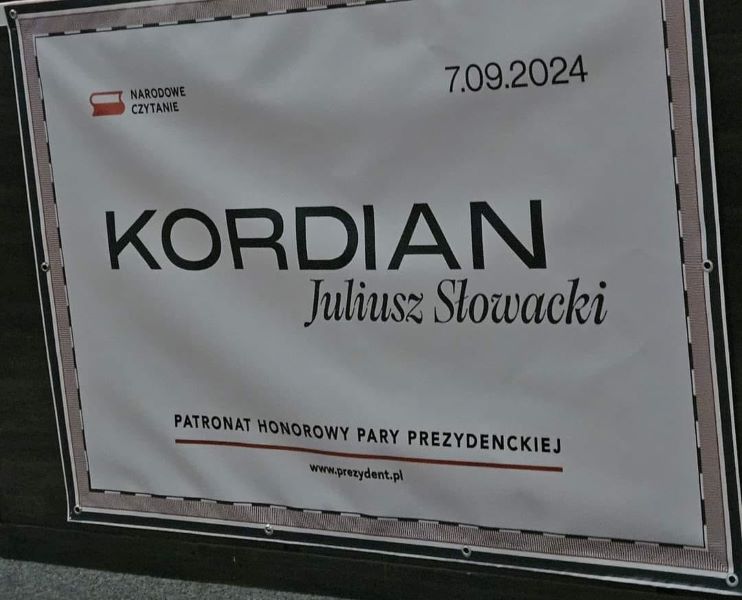 NARODOWE
CZYTANIE
7.09.2024
KORDIAN
Juliusz Słowacki
PATRONAT HONOROWY PARY PREZYDENCKIEJ
www.prezydent.pl